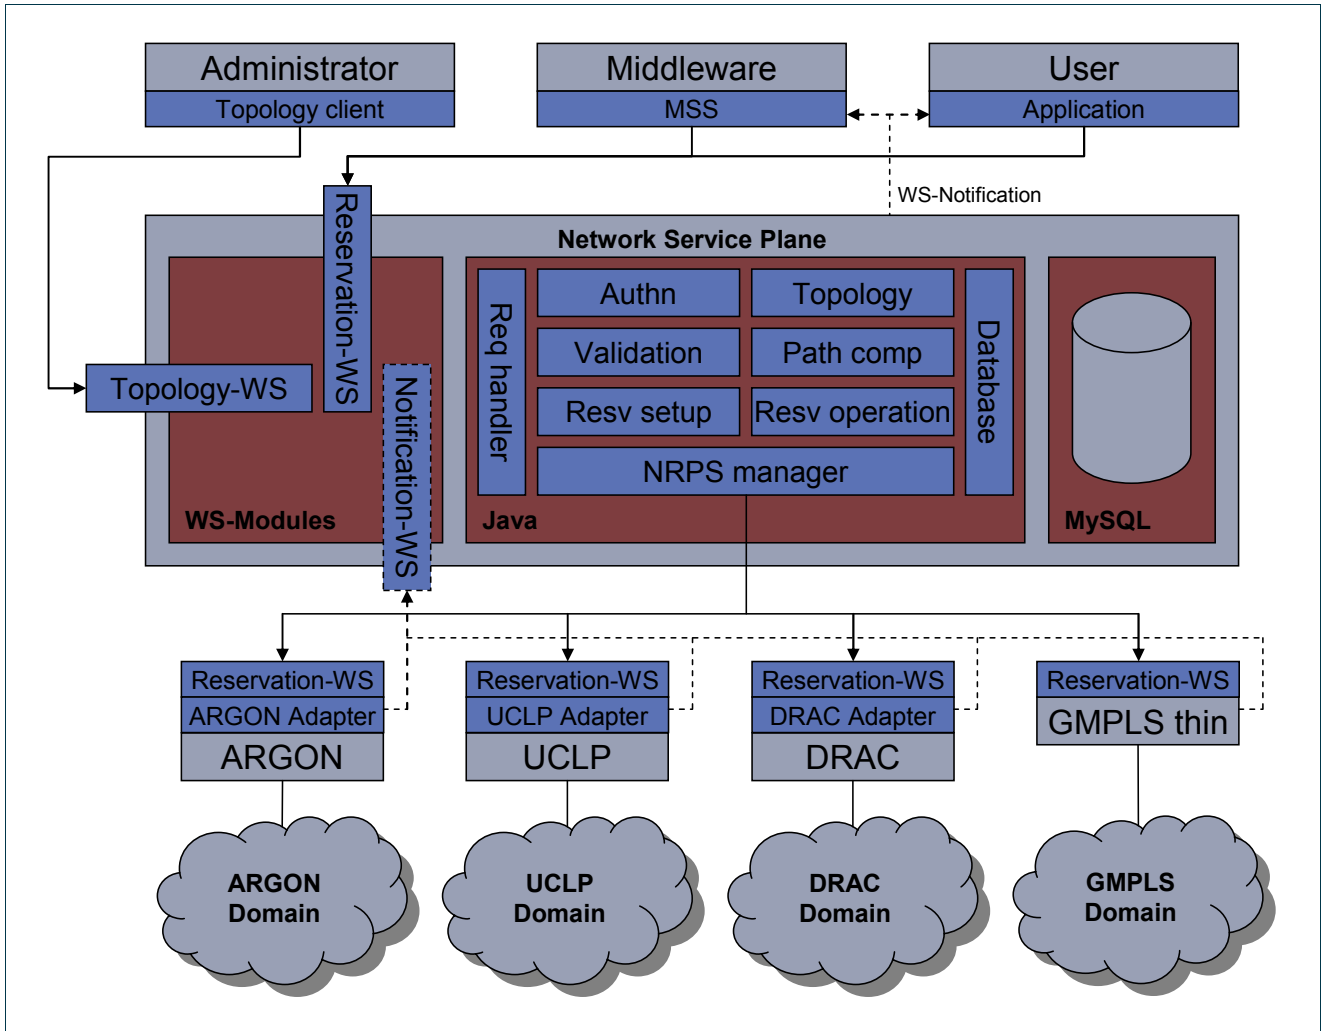 Administrator
Topology client
Middleware
MSS
User
Application
WS-Notification
Network Service Plane
Reservation-WS
Topology-WS
Notification-WS
WS-Modules
Req handler
Authn
Topology
Validation
Path comp
Resv setup
Resv operation
NRPS manager
Database
Java
MySQL
Reservation-WS
ARGON Adapter
ARGON
Reservation-WS
UCLP Adapter
UCLP
Reservation-WS
DRAC Adapter
DRAC
Reservation-WS
GMPLS thin
ARGON
Domain
UCLP
Domain
DRAC
Domain
GMPLS
Domain